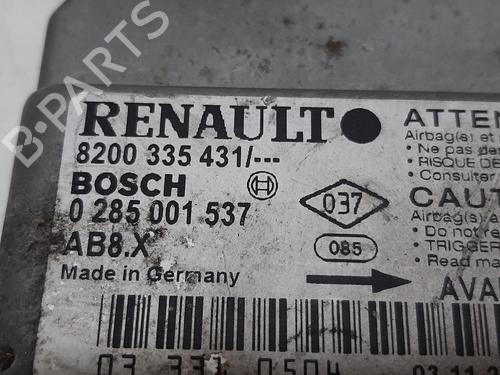 RENAULT
8200 335 431/---
BOSCH
0 285 001 537
AB8.X
Made in Germany
037
085
ATTEN
Airbag(s) et
• Ne pas de
• RISQUE DE
• Consulter
CAUT
Airbag(s)
• Do not re
• TRIGGER
• Read ma
AVA
B-PARTS